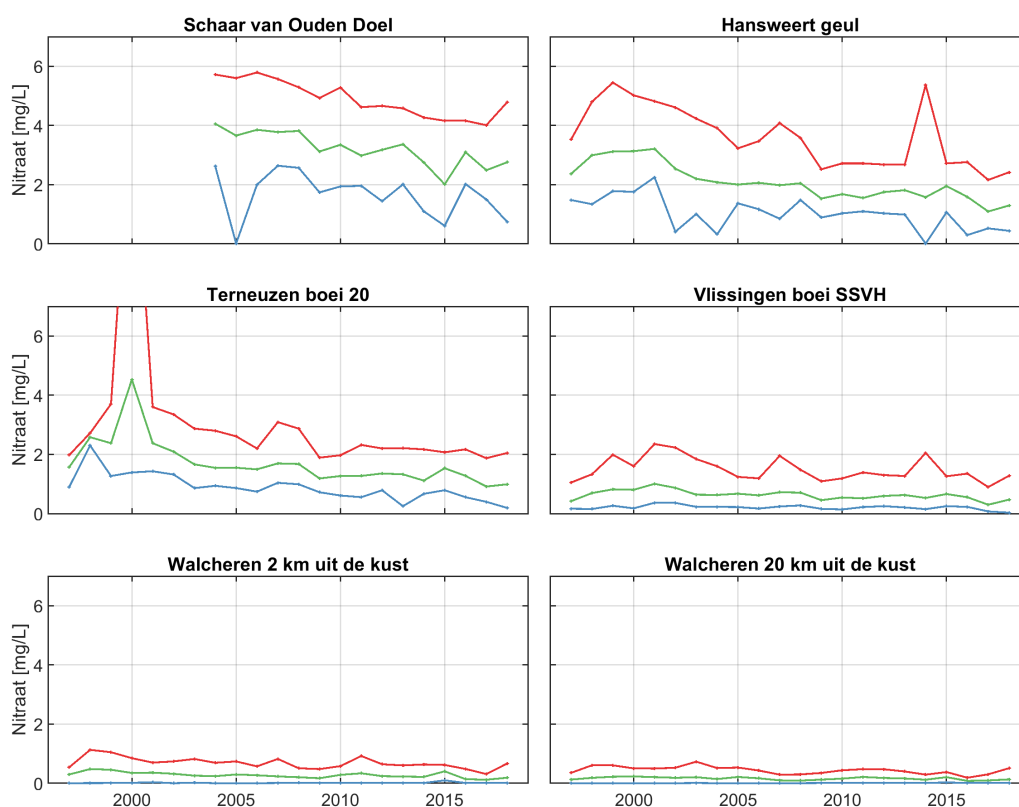 Schaar van Ouden Doel
Hansweert geul
Nitraat [mg/L]
6
4
2
0
Terneuzen boei 20
Vlissingen boei SSVH
Nitraat [mg/L]
6
4
2
0
Walcheren 2 km uit de kust
Walcheren 20 km uit de kust
Nitraat [mg/L]
6
4
2
0
2000 2005 2010 2015 2000 2005 2010 2015